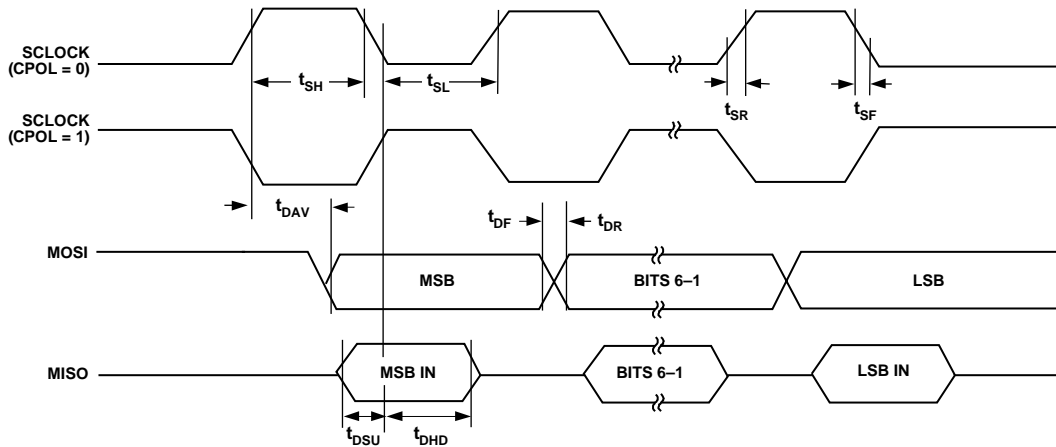 SCLOCK
(CPOL = 0)
tSH
tSL
tSR
tSF
SCLOCK
(CPOL = 1)
tDAV
tDF
tDR
MOSI
MSB
BITS 6–1
LSB
MISO
MSB IN
BITS 6–1
LSB IN
tDSU
tDHD